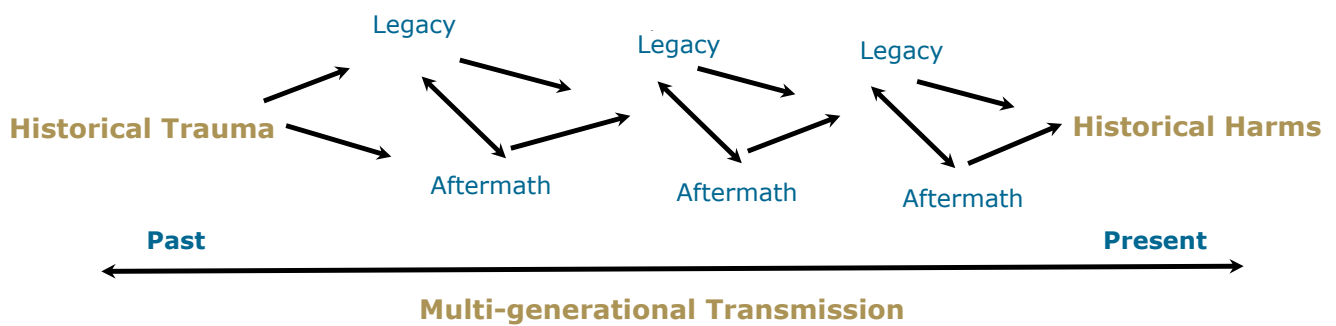 Legacy
Legacy
Legacy
Historical Trauma
Historical Harms
Aftermath
Aftermath
Aftermath
Past
Present
Multi-generational Transmission